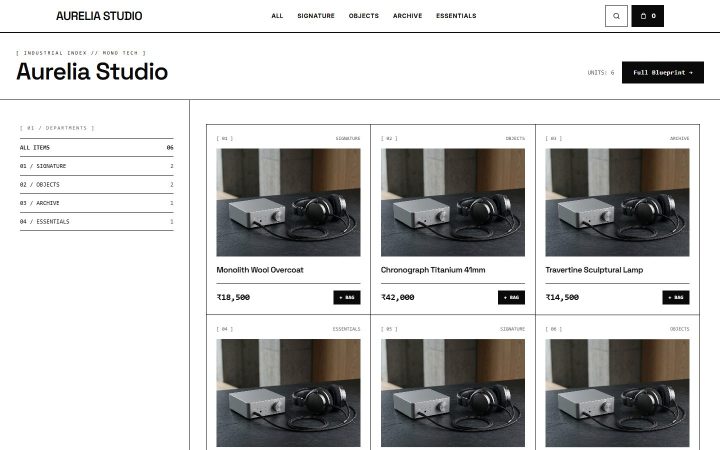 AURELIA STUDIO
ALL SIGNATURE OBJECTS ARCHIVE ESSENTIALS
0
[ INDUSTRIAL INDEX // MONO TECH ]
Aurelia Studio
UNITS: 6
Full Blueprint →
[ 01 / DEPARTMENTS ]
ALL ITEMS 06
01 / SIGNATURE 2
02 / OBJECTS 2
03 / ARCHIVE 1
04 / ESSENTIALS 1
[ 01 ] SIGNATURE
Monolith Wool Overcoat
₹18,500 + BAG
[ 02 ] OBJECTS
Chronograph Titanium 41mm
₹42,000 + BAG
[ 03 ] ARCHIVE
Travertine Sculptural Lamp
₹14,500 + BAG
[ 04 ] ESSENTIALS
[ 05 ] SIGNATURE
[ 06 ] OBJECTS